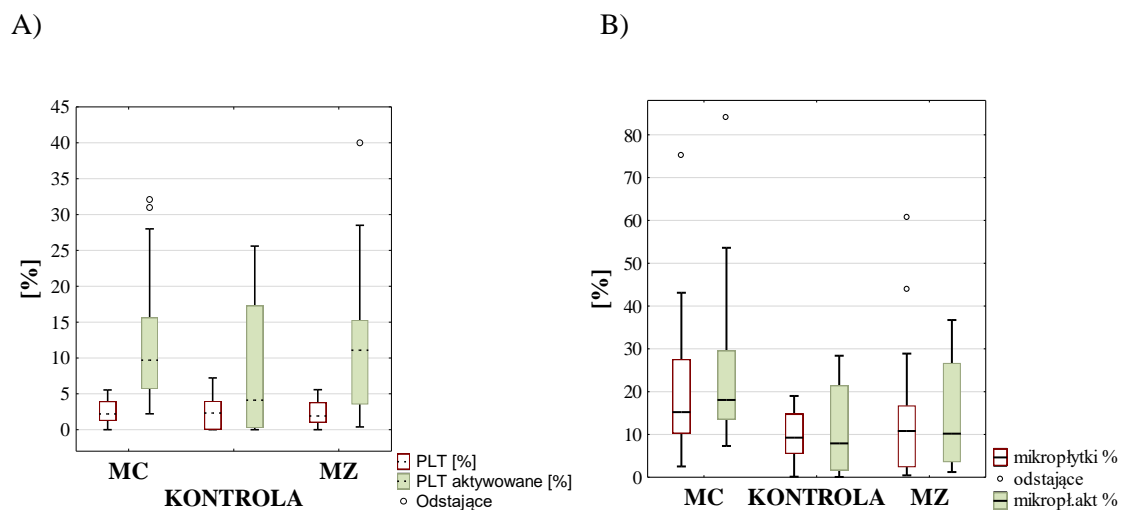 A)
B)
45
40
35
30
25
20
15
10
5
0
[%]
MC
MZ
KONTROLA
PLT [%]
PLT aktywowane [%]
Odstające
80
70
60
50
40
30
20
10
0
[%]
MC
KONTROLA
MZ
mikropłytki %
odstające
mikropł.akt %